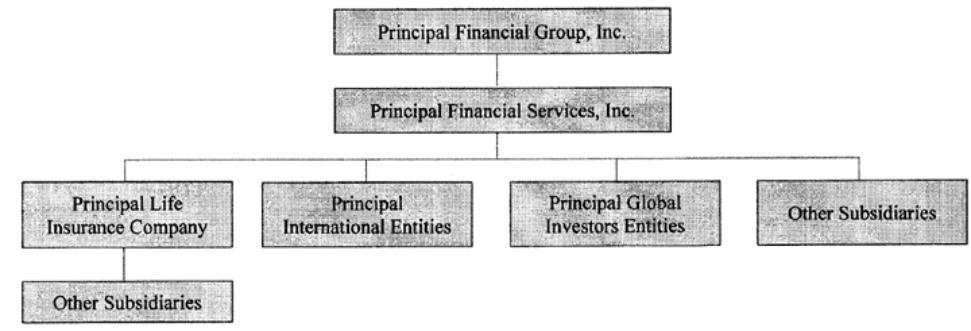 Principal Financial Group, Inc.
Principal Financial Services, Inc.
Principal Life
Insurance Company
Principal
International Entities
Principal Global
Investors Entities
Other Subsidiaries
Other Subsidiaries